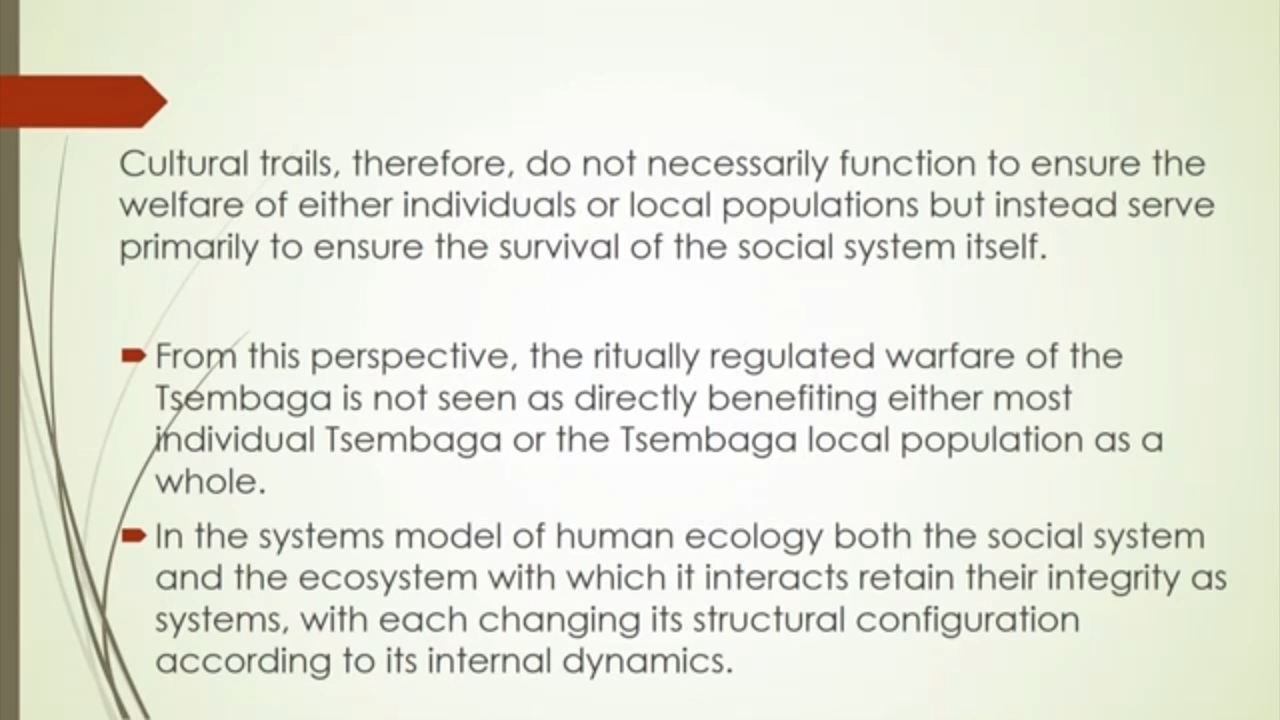 Cultural trails, therefore, do not necessarily function to ensure the
welfare of either individuals or local populations but instead serve
primarily to ensure the survival of the social system itself.
From this perspective, the ritually regulated warfare of the
Tsembaga is not seen as directly benefiting either most
individual Tsembaga or the Tsembaga local population as a
whole.
In the systems model of human ecology both the social system
and the ecosystem with which it interacts retain their integrity as
systems, with each changing its structural configuration
according to its internal dynamics.